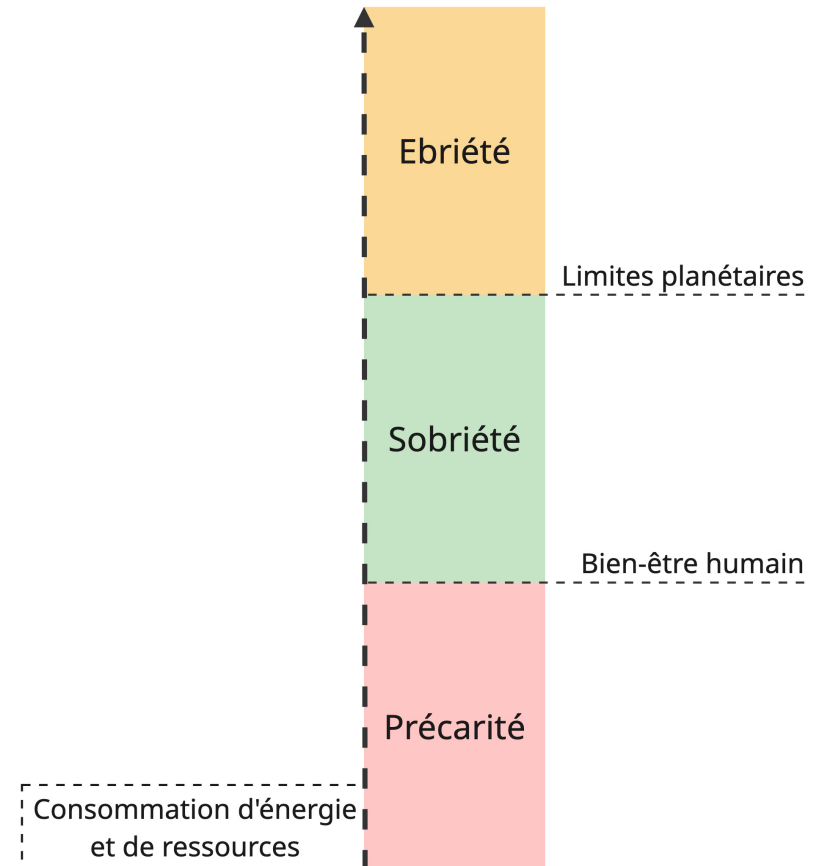 Ebriété
Limites planétaires
Sobriété
Bien-être humain
Précarité
Consommation d'énergie
et de ressources